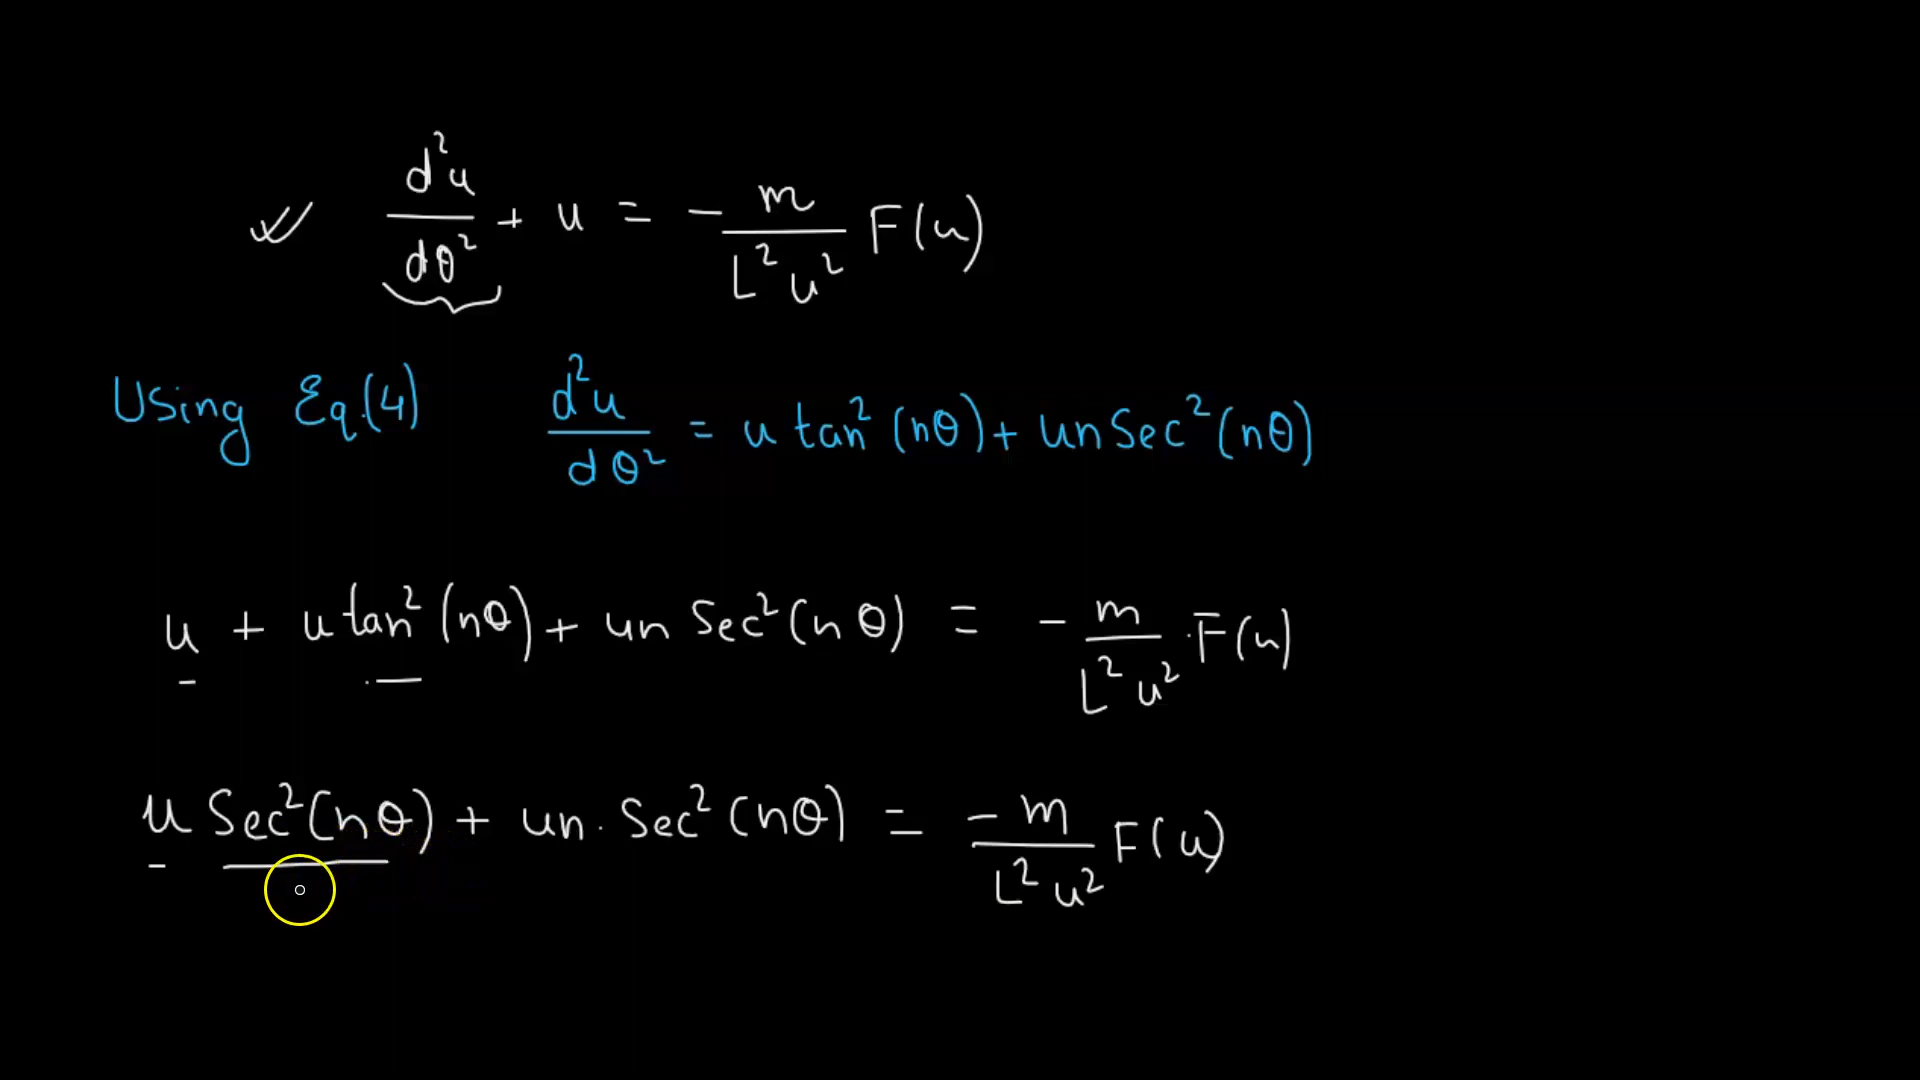 d²u/dθ² + u = - m/L²u² F(u)
Using Eq.(4) d²u/dθ² = u tan²(nθ) + un Sec²(nθ)
u + u tan²(nθ) + un Sec²(nθ) = - m/L²u² · F(u)
u Sec²(nθ) + un · Sec²(nθ) = - m/L²u² F(u)